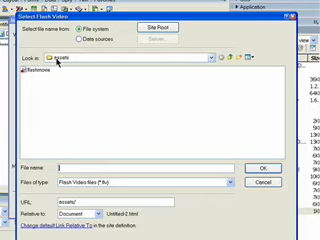 Select Flash Video
Select file name from: File system Site Root
Data sources Server...
Look in: assets
flashmovie
File name: OK
Files of type: Flash Video files (*.flv) Cancel
URL: assets/
Relative to: Document Untitled-2.html
Change default Link Relative To in the site definition
Application